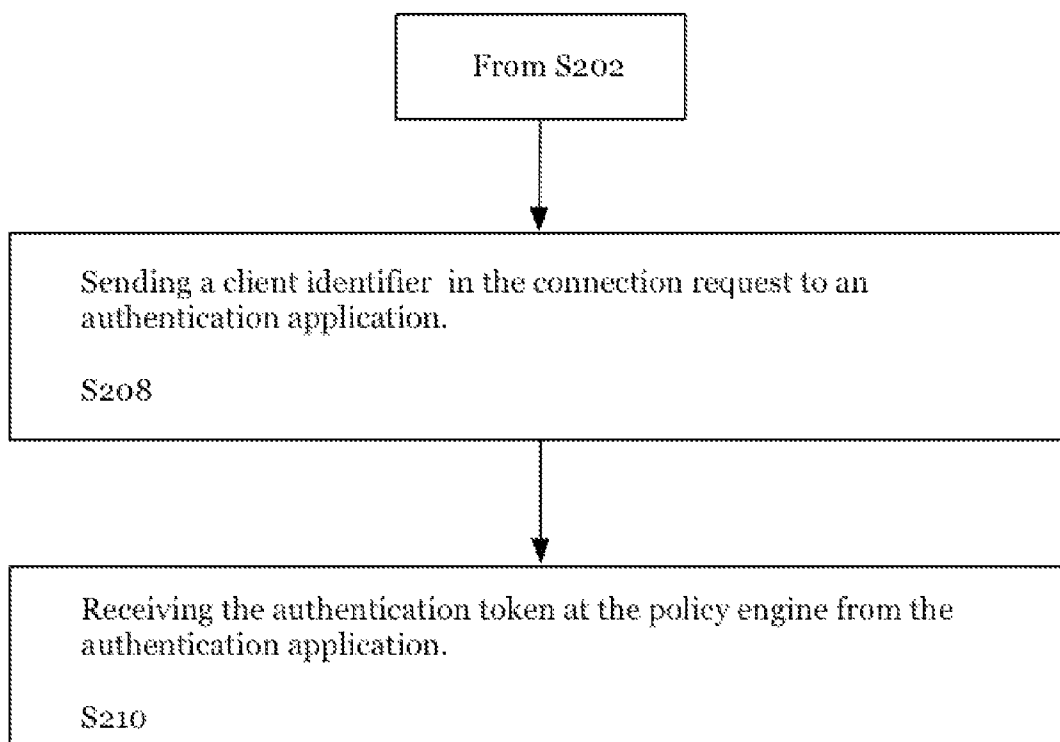 From S202
Sending a client identifier in the connection request to an
authentication application.
S208
Receiving the authentication token at the policy engine from the
authentication application.
S210